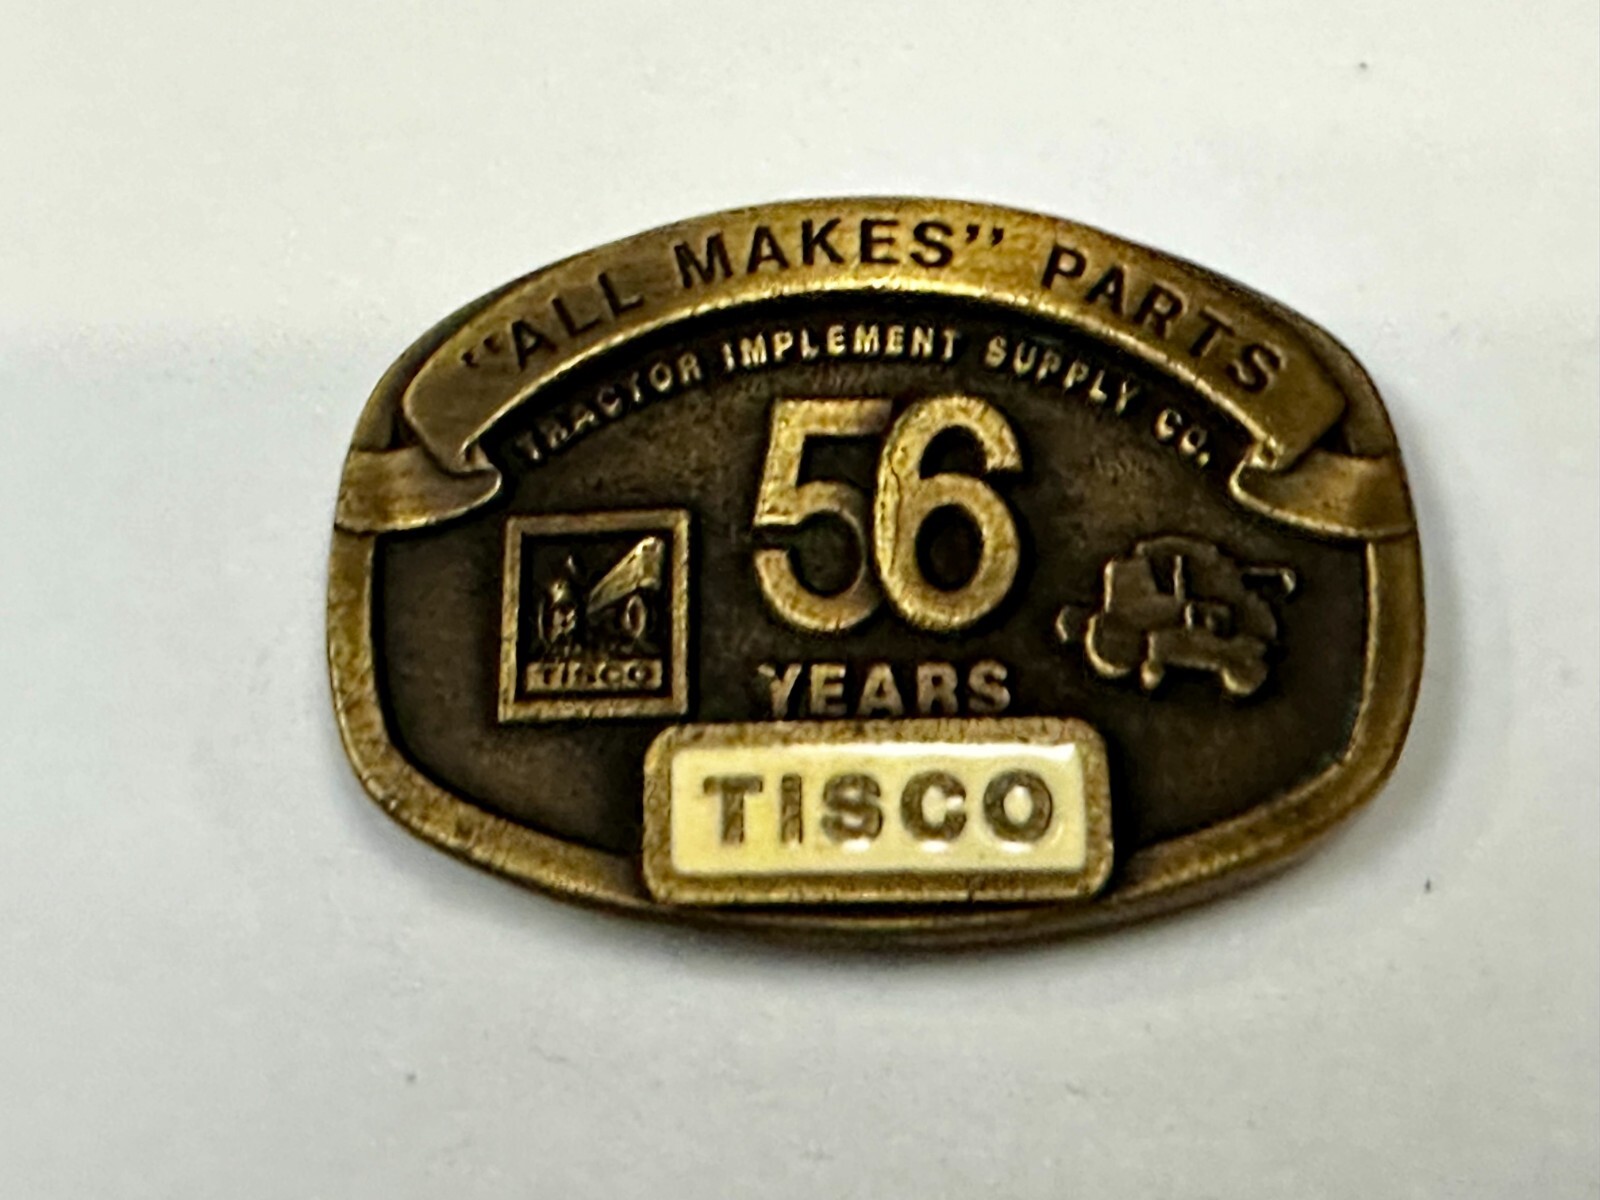 "ALL MAKES" PARTS
TRACTOR IMPLEMENT SUPPLY CO.
56
YEARS
TISCO
TISCO